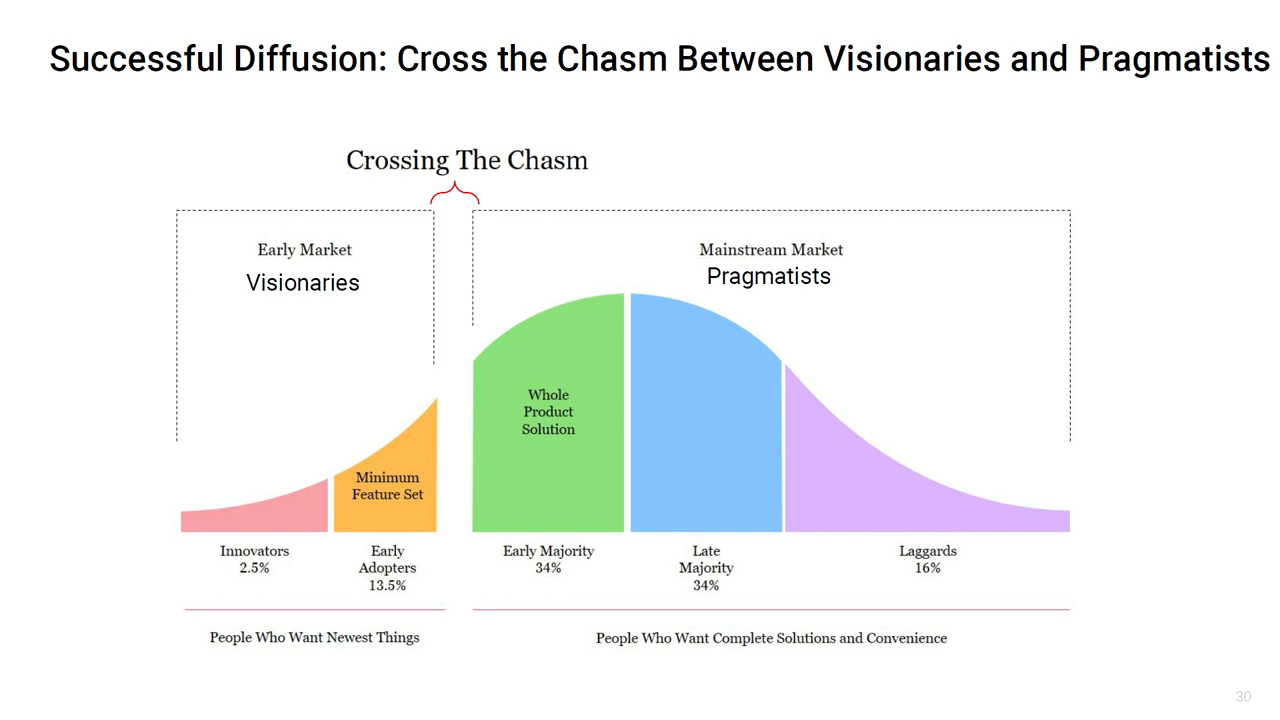 Successful Diffusion: Cross the Chasm Between Visionaries and Pragmatists
Crossing The Chasm
Early Market
Visionaries
Mainstream Market
Pragmatists
Minimum
Feature Set
Whole
Product
Solution
Innovators
2.5%
Early
Adopters
13.5%
Early Majority
34%
Late
Majority
34%
Laggards
16%
People Who Want Newest Things
People Who Want Complete Solutions and Convenience
30